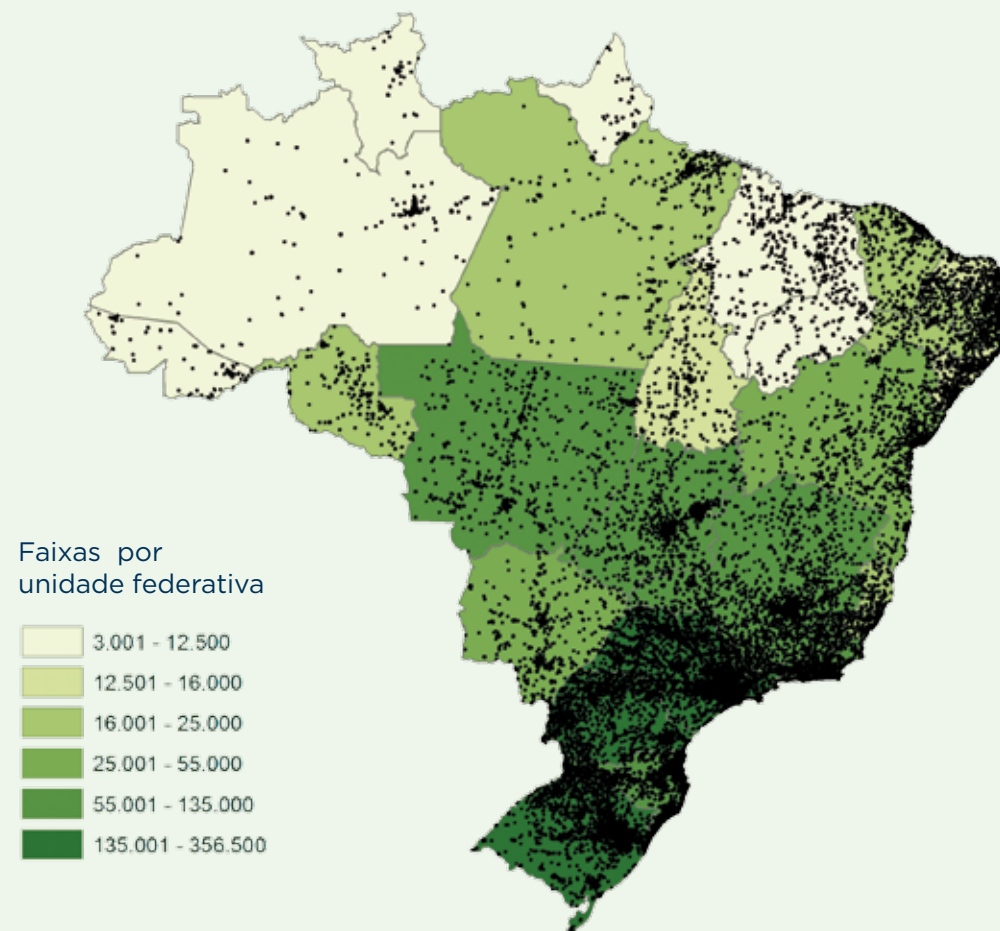 Faixas por
unidade federativa
3.001 - 12.500
12.501 - 16.000
16.001 - 25.000
25.001 - 55.000
55.001 - 135.000
135.001 - 356.500